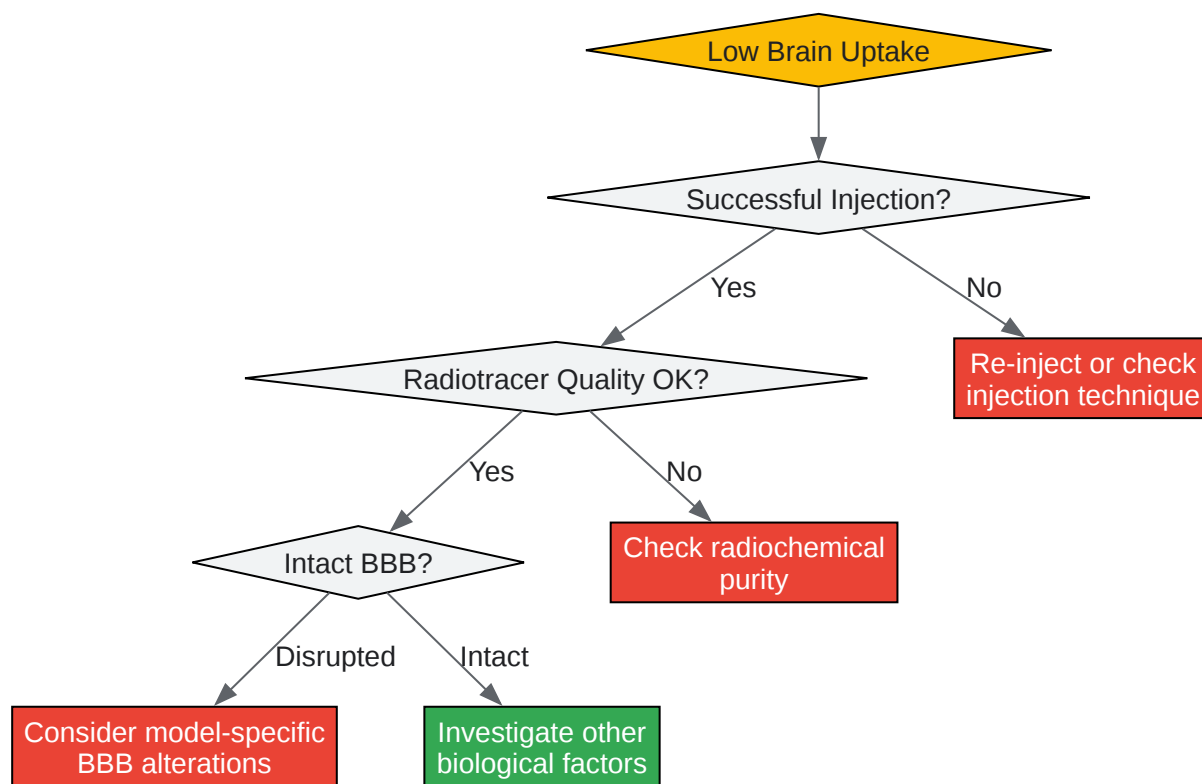 Low Brain Uptake
Successful Injection?
Yes
No
Radiotracer Quality OK?
Re-inject or check
injection technique
Yes
No
Intact BBB?
Check radiochemical
purity
Disrupted
Intact
Consider model-specific
BBB alterations
Investigate other
biological factors